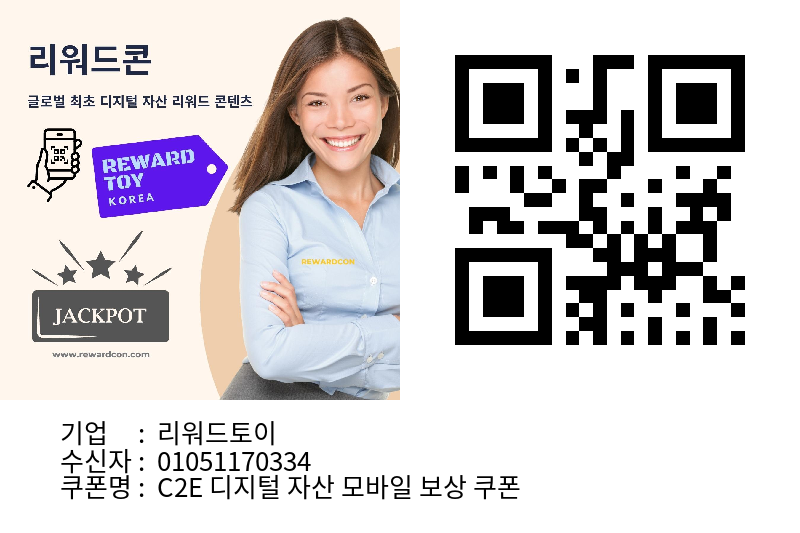 리워드콘
글로벌 최초 디지털 자산 리워드 콘텐츠
REWARD
TOY
KOREA
REWARDCON
JACKPOT
www.rewardcon.com
기업 : 리워드토이
수신자 : 01051170334
쿠폰명 : C2E 디지털 자산 모바일 보상 쿠폰